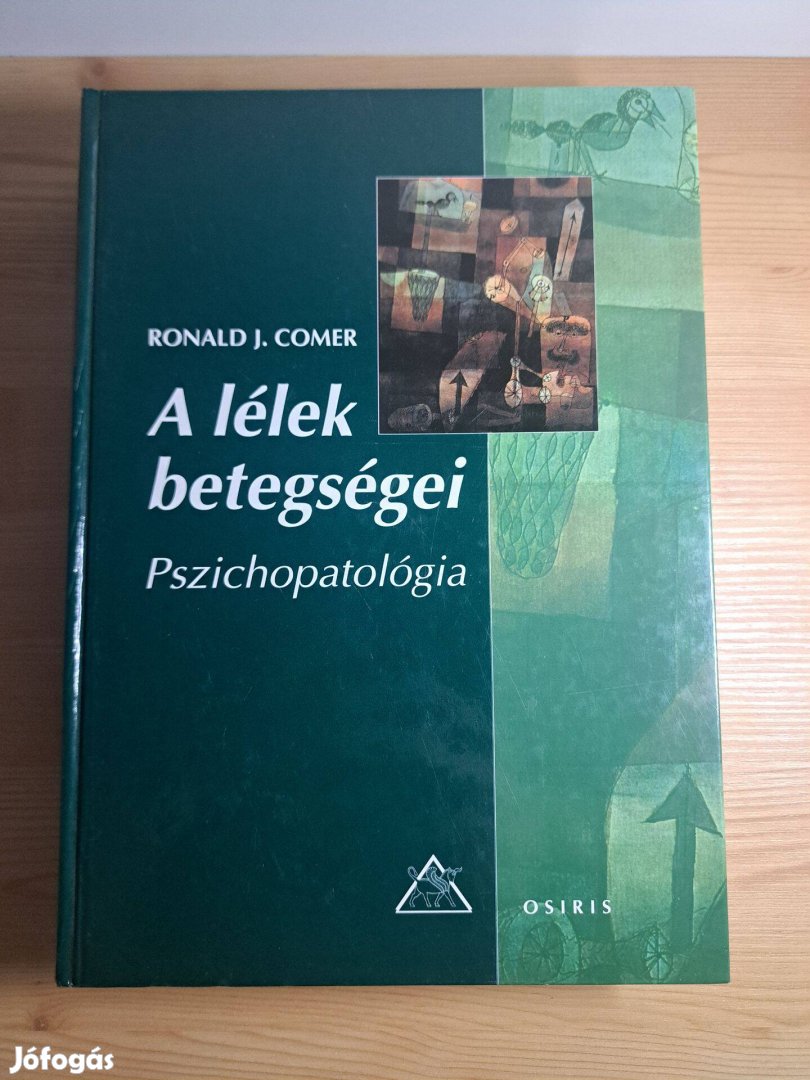 RONALD J. COMER
A lélek
betegségei
Pszichopatológia
OSIRIS
Jófogás